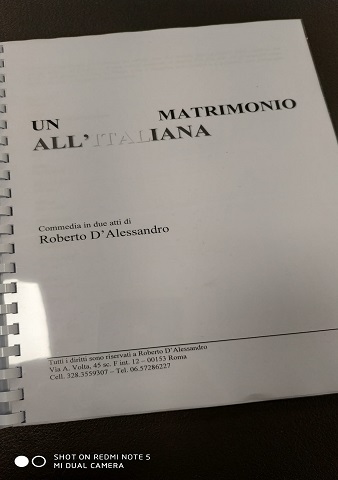 UN MATRIMONIO
ALL'ITALIANA
Commedia in due atti di
Roberto D'Alessandro
Tutti i diritti sono riservati a Roberto D'Alessandro
Via A. Volta, 45 sc. F int. 12 – 00153 Roma
Cell. 328.5559307 – Tel. 06.57286227
SHOT ON REDMI NOTE 5
MI DUAL CAMERA